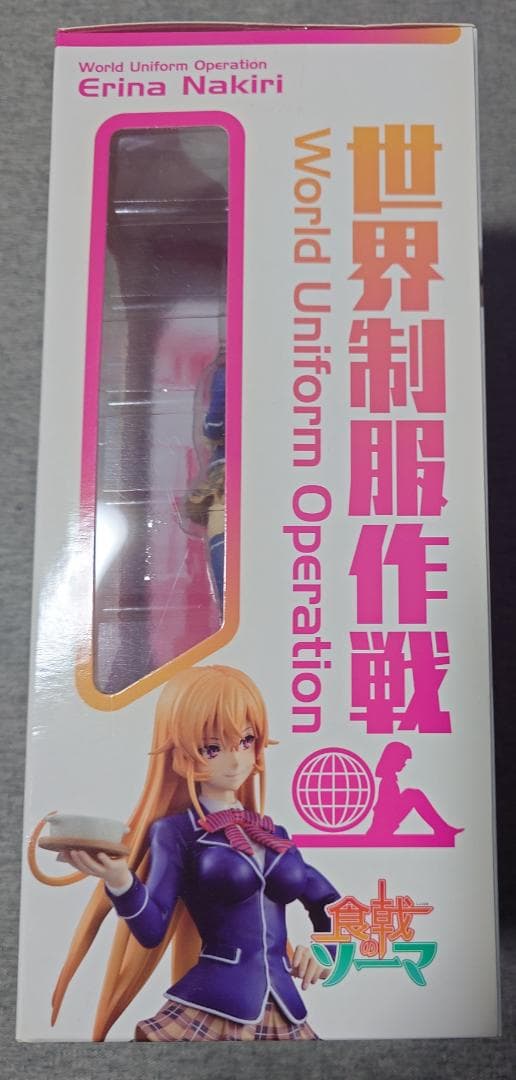 World Uniform Operation
Erina Nakiri
世界制服作戦
World Uniform Operation
食戟の
ソーマ